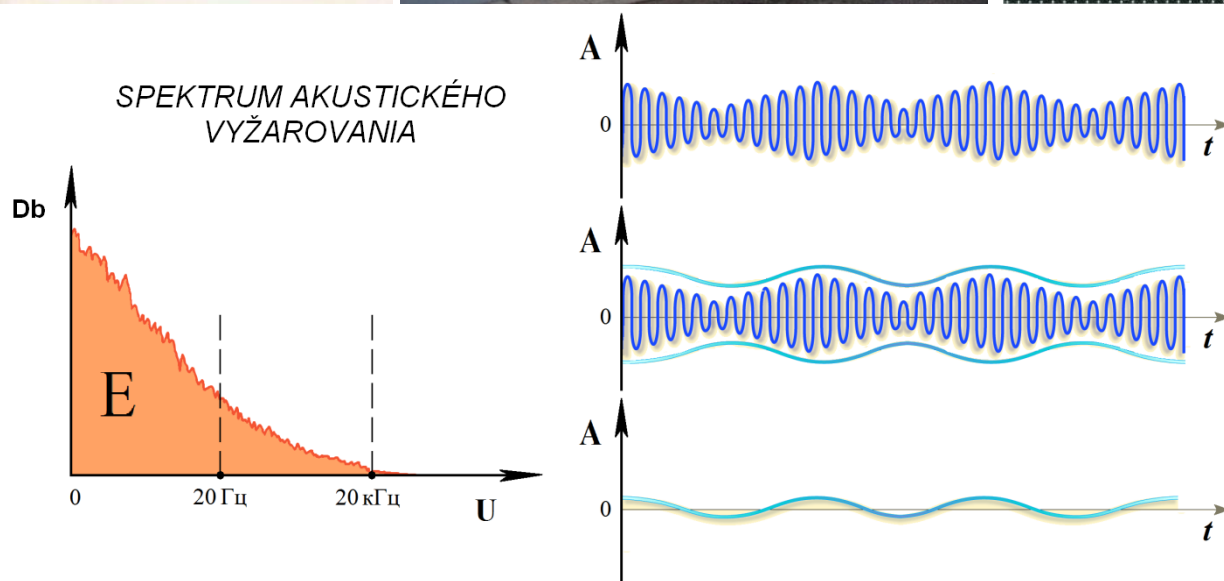 SPEKTRUM AKUSTICKÉHO
VYŽAROVANIA
Db
E
0
20 Гц
20 кГц
U
A
0
t
A
0
t
A
0
t